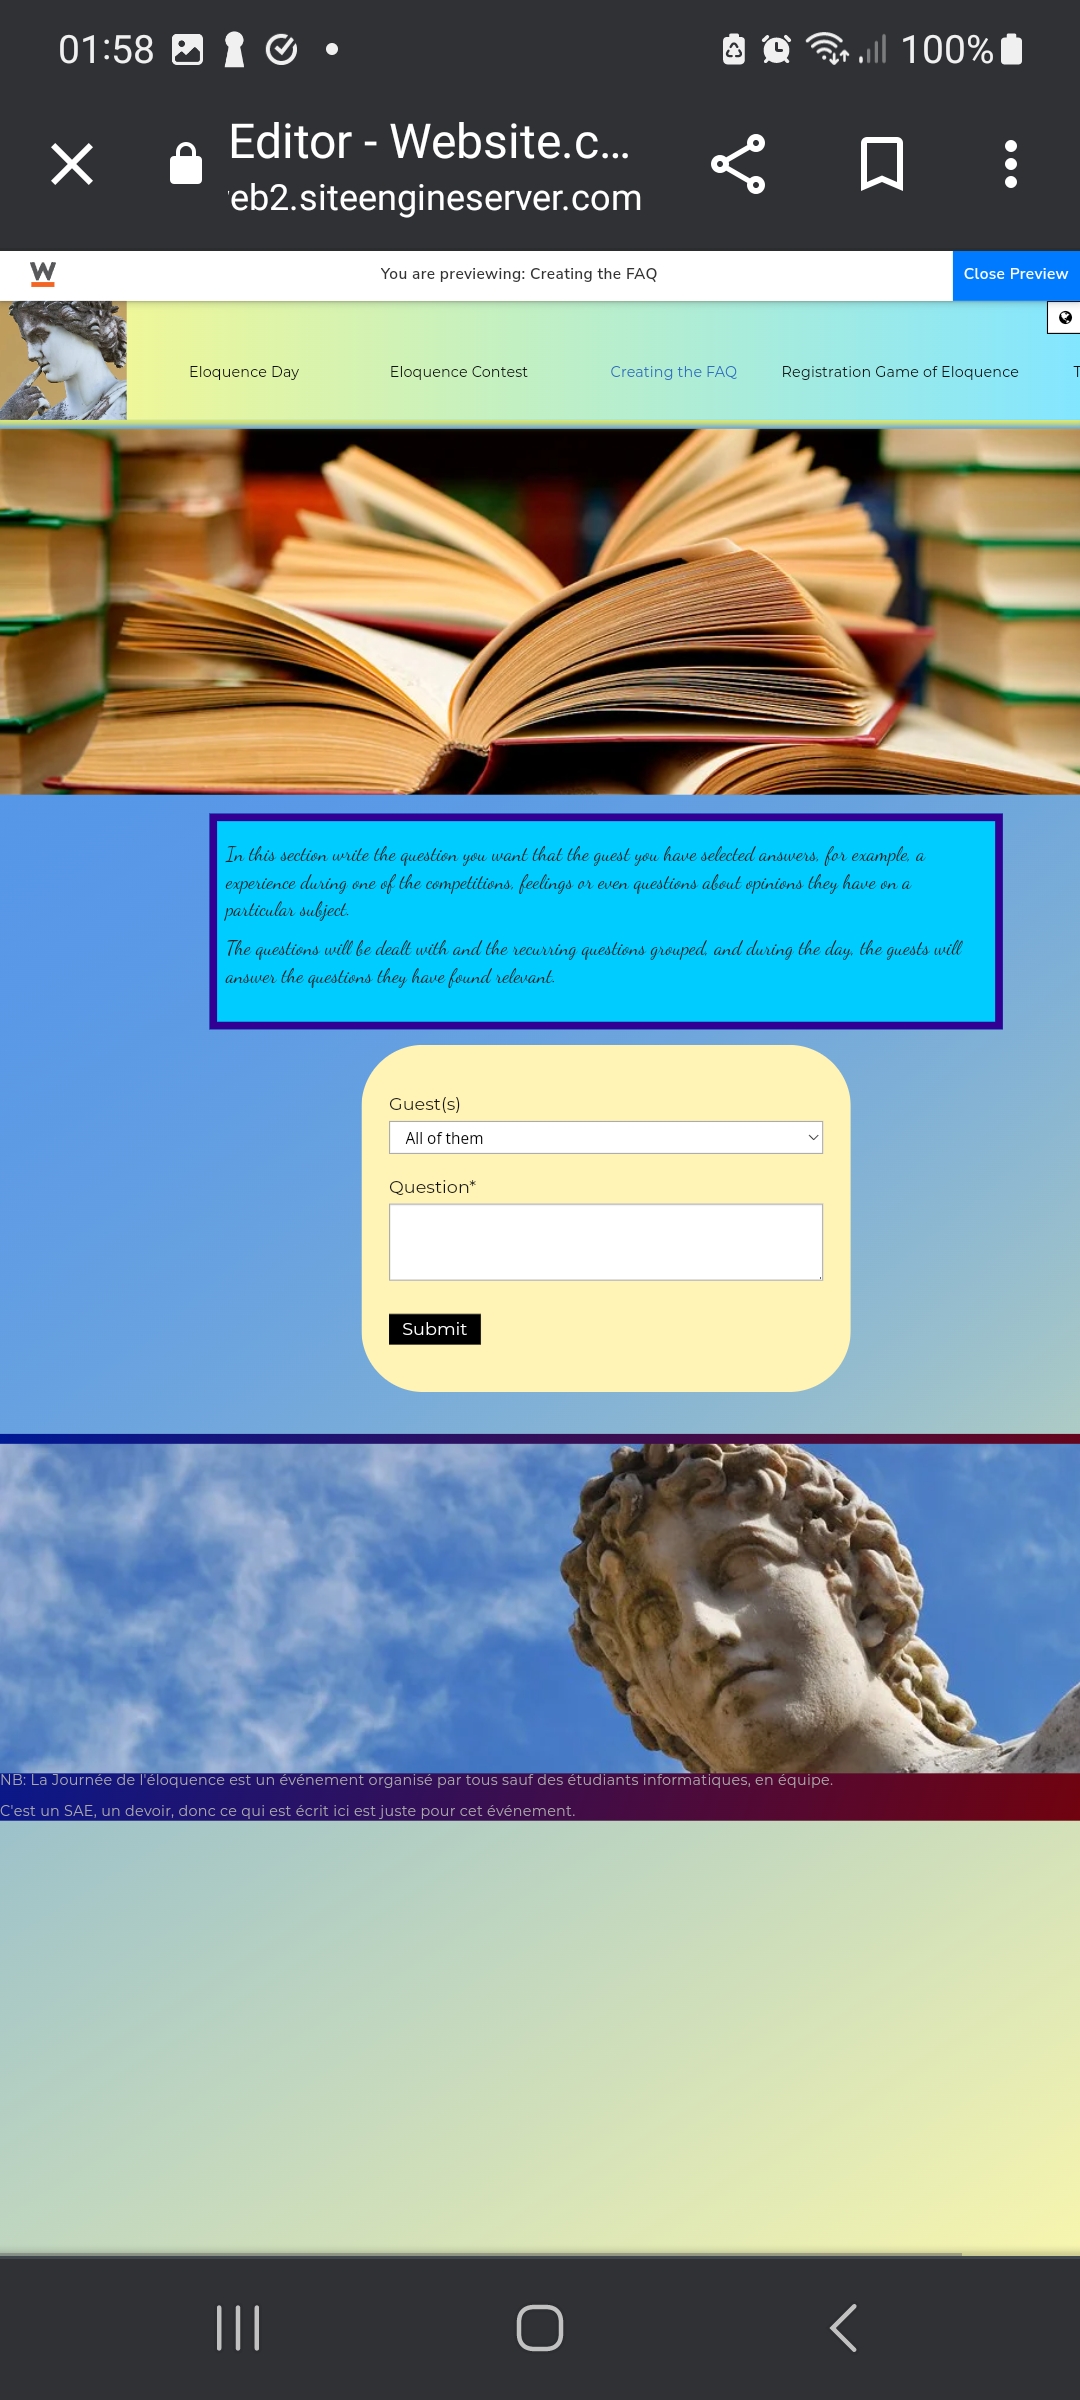 01:58
100%
Editor - Website.c...
eb2.siteengineserver.com
W
You are previewing: Creating the FAQ
Close Preview
Eloquence Day
Eloquence Contest
Creating the FAQ
Registration Game of Eloquence
T
In this section write the question you want that the guest you have selected answers, for example, a
experience during one of the competitions, feelings or even questions about opinions they have on a
particular subject.
The questions will be dealt with and the recurring questions grouped, and during the day, the guests will
answer the questions they have found relevant.
Guest(s)
All of them
Question*
Submit
NB: La Journée de l'éloquence est un événement organisé par tous sauf des étudiants informatiques, en équipe.
C'est un SAE, un devoir, donc ce qui est écrit ici est juste pour cet événement.